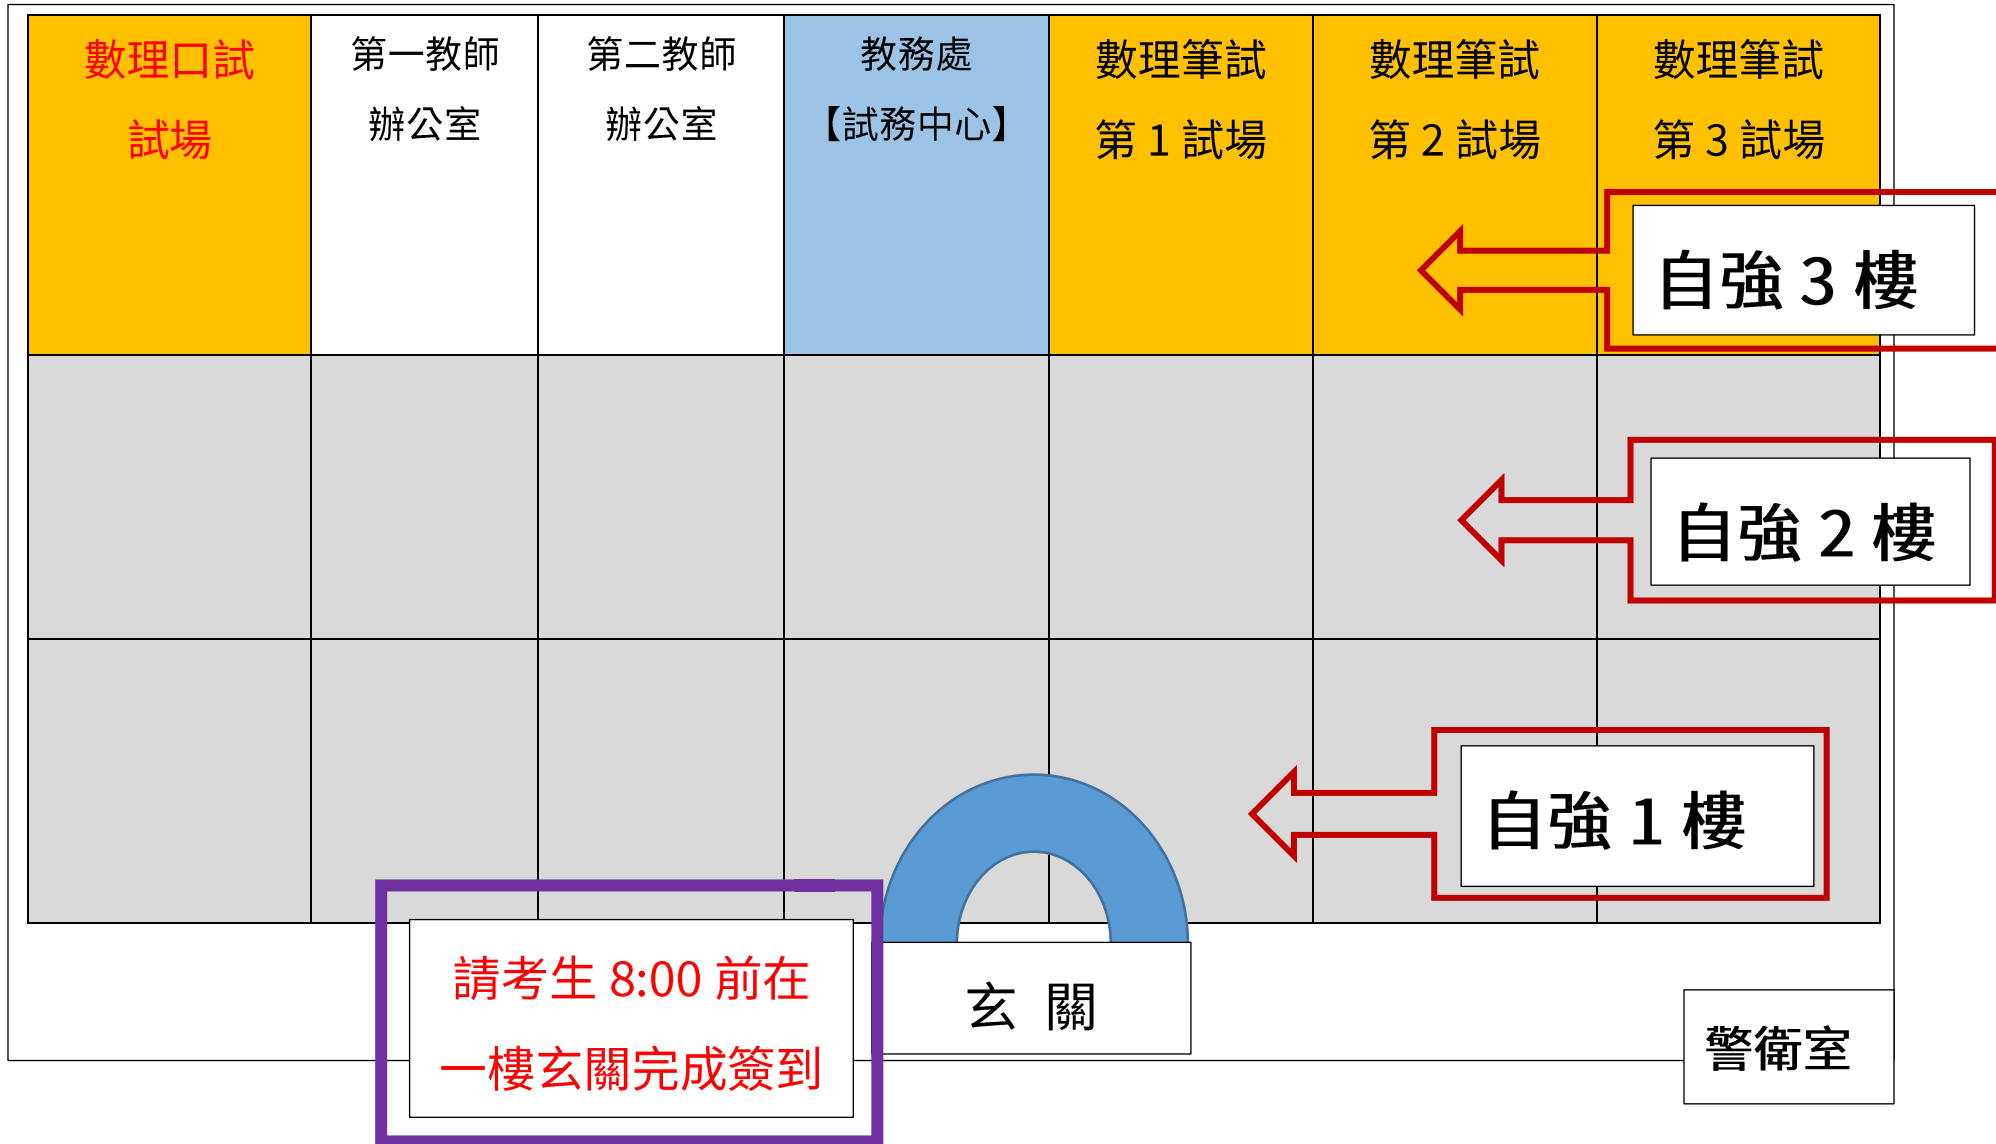 數理口試
試場
第一教師
辦公室
第二教師
辦公室
教務處
【試務中心】
數理筆試
第 1 試場
數理筆試
第 2 試場
數理筆試
第 3 試場
自強 3 樓
自強 2 樓
自強 1 樓
請考生 8:00 前在
一樓玄關完成簽到
玄 關
警衛室